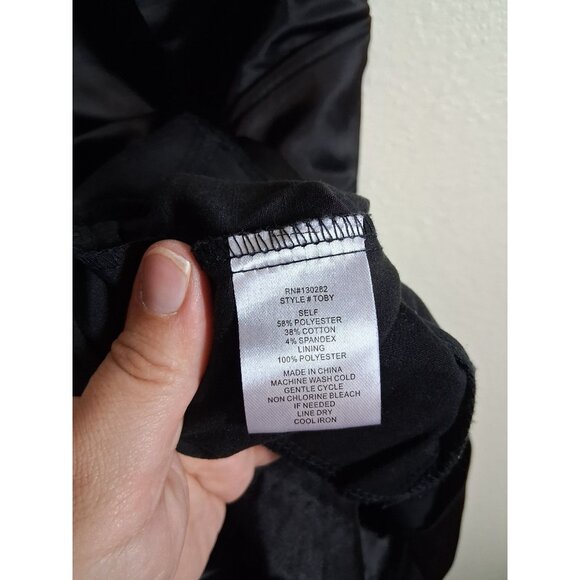 RN#130282
STYLE # TOBY
SELF
58% POLYESTER
38% COTTON
4% SPANDEX
LINING
100% POLYESTER
MADE IN CHINA
MACHINE WASH COLD
GENTLE CYCLE
NON CHLORINE BLEACH
IF NEEDED
LINE DRY
COOL IRON